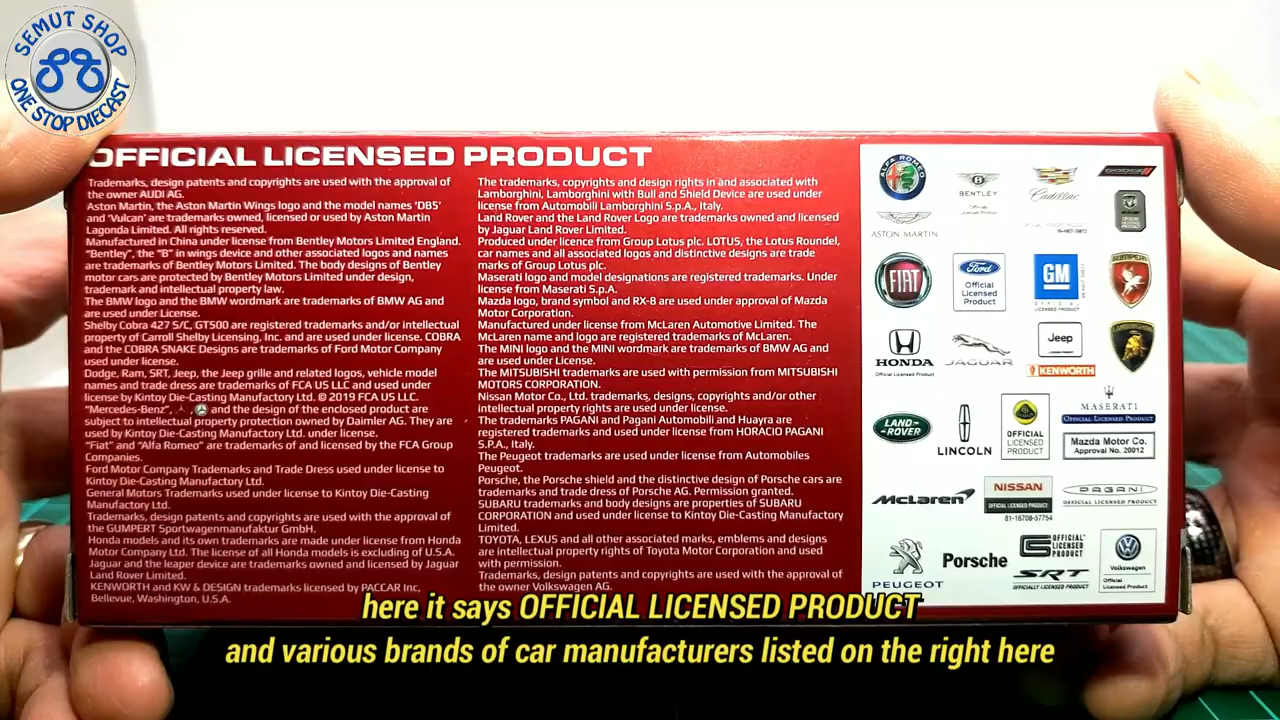 SEMUT SHOP
ONE STOP DIECAST
OFFICIAL LICENSED PRODUCT
Trademarks, design patents and copyrights are used with the approval of
the owner AUDI AG.
Aston Martin, the Aston Martin Wings logo and the model names 'DB5'
and 'Vulcan' are trademarks owned, licensed or used by Aston Martin
Lagonda Limited. All rights reserved.
Manufactured in China under license from Bentley Motors Limited England.
"Bentley", the "B" in wings device and other associated logos and names
are trademarks of Bentley Motors Limited. The body designs of Bentley
motor cars are protected by Bentley Motors Limited under design,
trademark and intellectual property law.
The BMW logo and the BMW wordmark are trademarks of BMW AG and
are used under License.
Shelby Cobra 427 S/C, GT500 are registered trademarks and/or intellectual
property of Carroll Shelby Licensing, Inc. and are used under license. COBRA
and the COBRA SNAKE Designs are trademarks of Ford Motor Company
used under license.
Dodge, Ram, SRT, Jeep, the Jeep grille and related logos, vehicle model
names and trade dress are trademarks of FCA US LLC and used under
license by Kintoy Die-Casting Manufactory Ltd. © 2019 FCA US LLC.
"Mercedes-Benz", and the design of the enclosed product are
subject to intellectual property protection owned by Daimler AG. They are
used by Kintoy Die-Casting Manufactory Ltd. under license.
"Fiat" and "Alfa Romeo" are trademarks of and licensed by the FCA Group
Companies.
Ford Motor Company Trademarks and Trade Dress used under license to
Kintoy Die-Casting Manufactory Ltd.
General Motors Trademarks used under license to Kintoy Die-Casting
Manufactory Ltd.
Trademarks, design patents and copyrights are used with the approval of
the GUMPERT Sportwagenmanufaktur GmbH.
Honda models and its own trademarks are made under license from Honda
Motor Company Ltd. The license of all Honda models is excluding of U.S.A.
Jaguar and the leaper device are trademarks owned and licensed by Jaguar
Land Rover Limited.
KENWORTH and KW & DESIGN trademarks licensed by PACCAR Inc,
Bellevue, Washington, U.S.A.
The trademarks, copyrights and design rights in and associated with
Lamborghini, Lamborghini with Bull and Shield Device are used under
license from Automobili Lamborghini S.p.A., Italy.
Land Rover and the Land Rover Logo are trademarks owned and licensed
by Jaguar Land Rover Limited.
Produced under licence from Group Lotus plc. LOTUS, the Lotus Roundel,
car names and all associated logos and distinctive designs are trade
marks of Group Lotus plc.
Maserati logo and model designations are registered trademarks. Under
license from Maserati S.p.A.
Mazda logo, brand symbol and RX-8 are used under approval of Mazda
Motor Corporation.
Manufactured under license from McLaren Automotive Limited. The
McLaren name and logo are registered trademarks of McLaren.
The MINI logo and the MINI wordmark are trademarks of BMW AG and
are used under License.
The MITSUBISHI trademarks are used with permission from MITSUBISHI
MOTORS CORPORATION.
Nissan Motor Co., Ltd. trademarks, designs, copyrights and/or other
intellectual property rights are used under license.
The trademarks PAGANI and Pagani Automobili and Huayra are
registered trademarks and used under license from HORACIO PAGANI
S.P.A., Italy.
The Peugeot trademarks are used under license from Automobiles
Peugeot.
Porsche, the Porsche shield and the distinctive design of Porsche cars are
trademarks and trade dress of Porsche AG. Permission granted.
SUBARU trademarks and body designs are properties of SUBARU
CORPORATION and used under license to Kintoy Die-Casting Manufactory
Limited.
TOYOTA, LEXUS and all other associated marks, emblems and designs
are intellectual property rights of Toyota Motor Corporation and used
with permission.
Trademarks, design patents and copyrights are used with the approval of
the owner Volkswagen AG.
ALFA ROMEO
BENTLEY
Cadillac
DODGE
ASTON MARTIN
FIAT
Ford
Official
Licensed
Product
GM
OFFICIAL
LICENSED PRODUCT
GUMPERT
HONDA
Official Licensed Product
JAGUAR
Jeep
KENWORTH
LAND-
ROVER
LINCOLN
OFFICIAL
LICENSED
PRODUCT
MASERATI
OFFICIAL LICENSED PRODUCT
Mazda Motor Co.
Approval No. 20012
McLaren
NISSAN
OFFICIAL LICENSED
PRODUCT
81-16708-57754
PAGANI
OFFICIAL LICENSED PRODUCT
PEUGEOT
Porsche
OFFICIAL
LICENSED
PRODUCT
SRT
OFFICIALLY LICENSED PRODUCT
Volkswagen
Official
Licensed Product
here it says OFFICIAL LICENSED PRODUCT
and various brands of car manufacturers listed on the right here